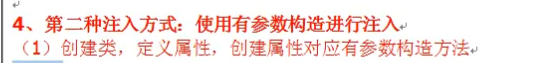 4、第二种注入方式：使用有参数构造进行注入
（1）创建类，定义属性，创建属性对应有参数构造方法